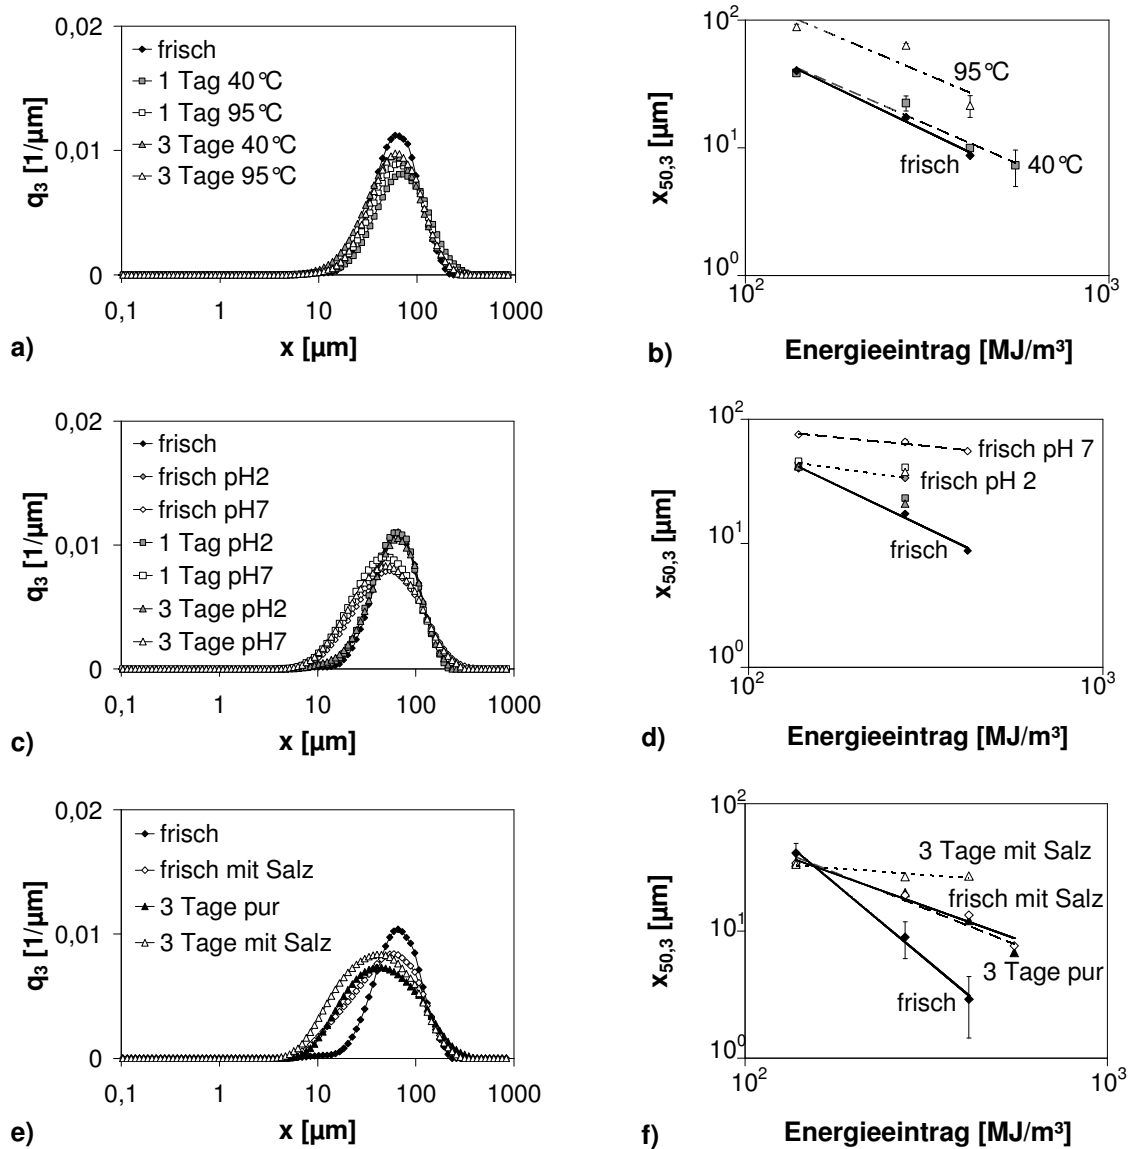 0,02
0,01
0
q3 [1/µm]
frisch
1 Tag 40°C
1 Tag 95°C
3 Tage 40°C
3 Tage 95°C
0,1
1
10
100
1000
x [µm]
a)
10²
10¹
10⁰
x50,3 [µm]
95°C
frisch
40°C
10²
10³
Energieeintrag [MJ/m³]
b)
0,02
0,01
0
q3 [1/µm]
frisch
frisch pH2
frisch pH7
1 Tag pH2
1 Tag pH7
3 Tage pH2
3 Tage pH7
0,1
1
10
100
1000
x [µm]
c)
10²
10¹
10⁰
x50,3 [µm]
frisch pH 7
frisch pH 2
frisch
10²
10³
Energieeintrag [MJ/m³]
d)
0,02
0,01
0
q3 [1/µm]
frisch
frisch mit Salz
3 Tage pur
3 Tage mit Salz
0,1
1
10
100
1000
x [µm]
e)
10²
10¹
10⁰
x50,3 [µm]
3 Tage mit Salz
frisch mit Salz
3 Tage pur
frisch
10²
10³
Energieeintrag [MJ/m³]
f)